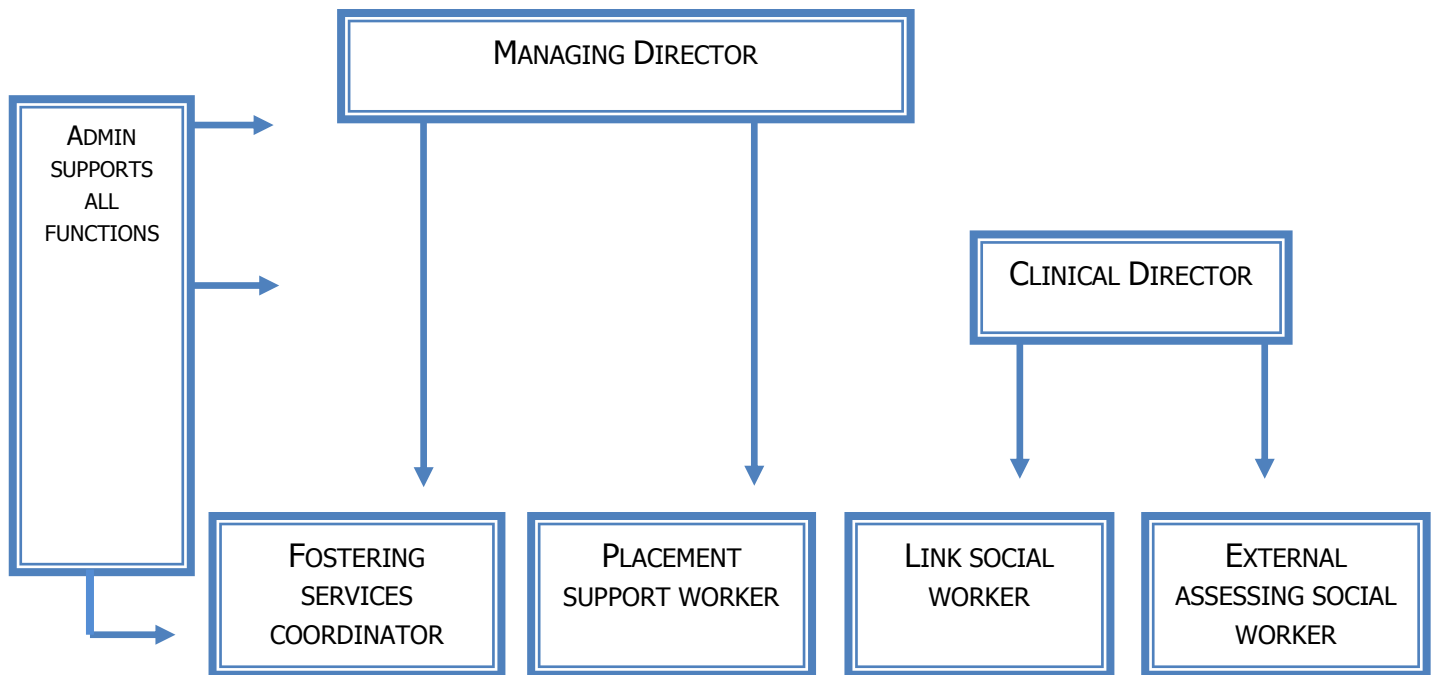 Managing Director
Admin
supports
all
functions
Clinical Director
Fostering
services
coordinator
Placement
support worker
Link social
worker
External
assessing social
worker